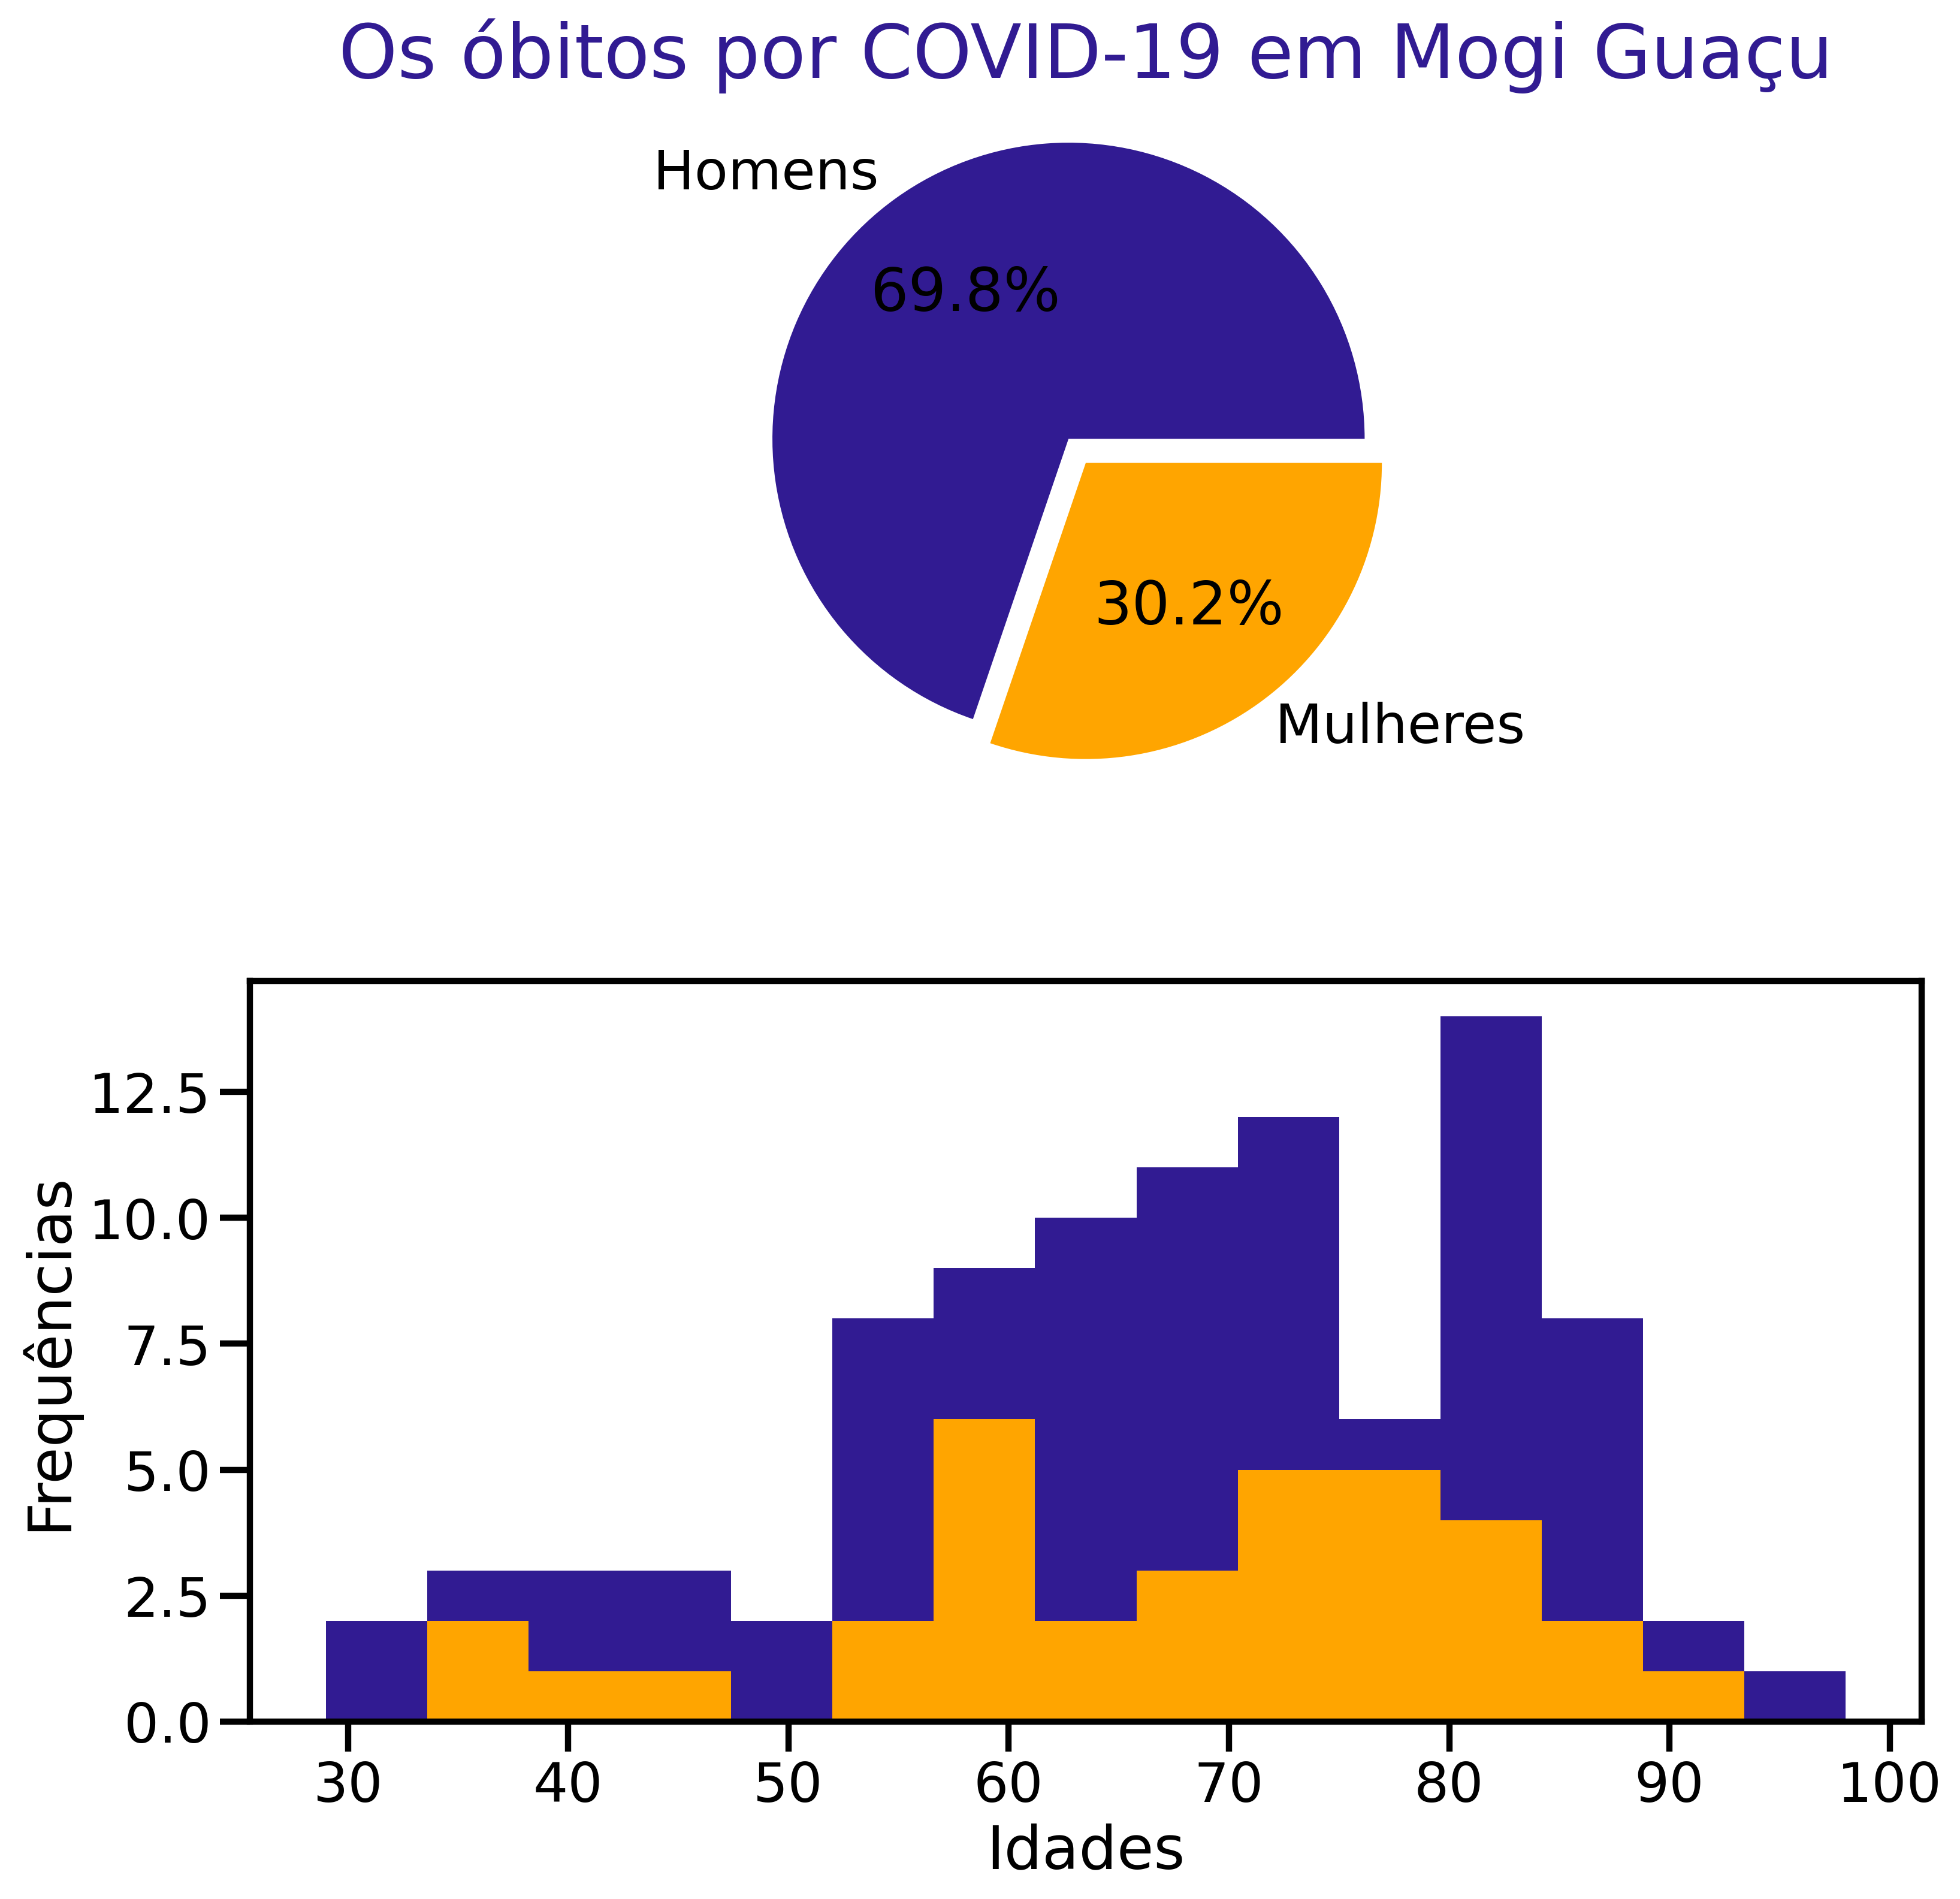 Os óbitos por COVID-19 em Mogi Guaçu
Homens
69.8%
30.2%
Mulheres
12.5
10.0
7.5
5.0
2.5
0.0
Frequências
30 40 50 60 70 80 90 100
Idades